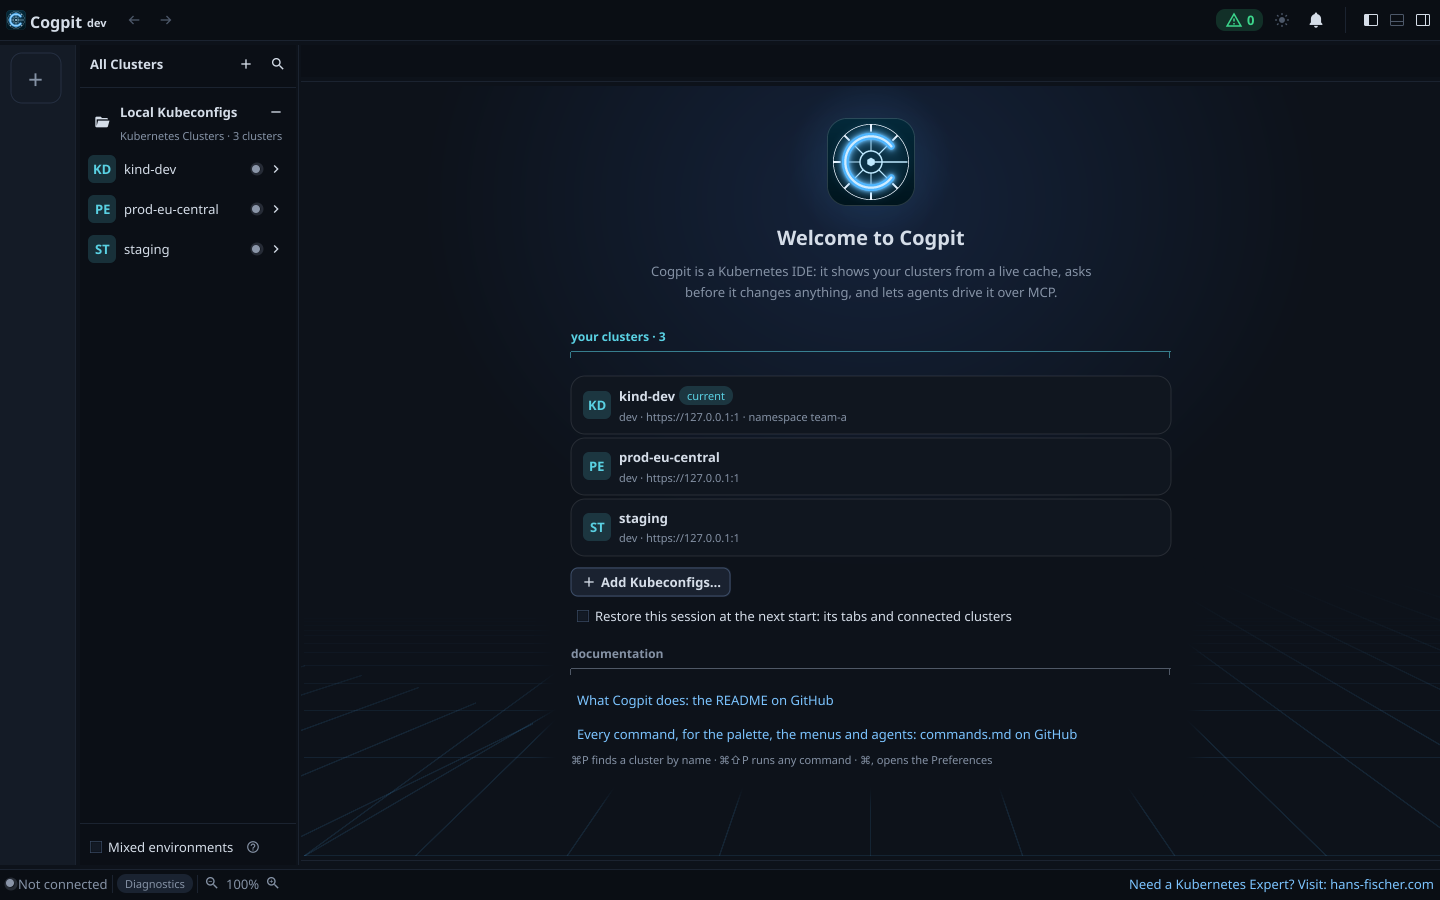 Cogpit dev
0
All Clusters
Local Kubeconfigs
Kubernetes Clusters · 3 clusters
KD kind-dev
PE prod-eu-central
ST staging
Mixed environments
Welcome to Cogpit
Cogpit is a Kubernetes IDE: it shows your clusters from a live cache, asks
before it changes anything, and lets agents drive it over MCP.
your clusters · 3
KD kind-dev current
dev · https://127.0.0.1:1 · namespace team-a
PE prod-eu-central
dev · https://127.0.0.1:1
ST staging
dev · https://127.0.0.1:1
+ Add Kubeconfigs...
Restore this session at the next start: its tabs and connected clusters
documentation
What Cogpit does: the README on GitHub
Every command, for the palette, the menus and agents: commands.md on GitHub
⌘P finds a cluster by name · ⌘⇧P runs any command · ⌘, opens the Preferences
Not connected Diagnostics 100% Need a Kubernetes Expert? Visit: hans-fischer.com